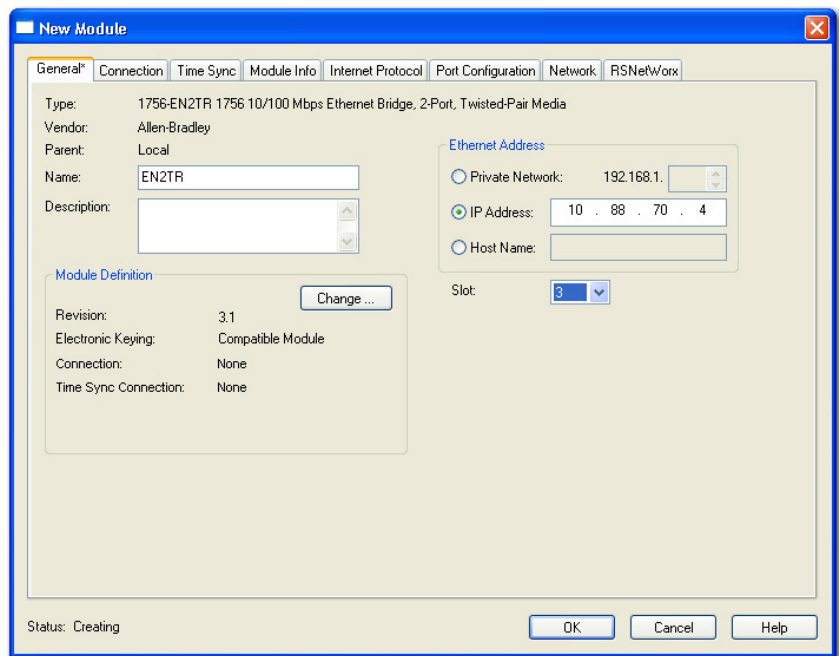 New Module
General* Connection Time Sync Module Info Internet Protocol Port Configuration Network RSNetWorx
Type: 1756-EN2TR 1756 10/100 Mbps Ethernet Bridge, 2-Port, Twisted-Pair Media
Vendor: Allen-Bradley
Parent: Local
Name: EN2TR
Description:
Ethernet Address
Private Network: 192.168.1.
IP Address: 10 . 88 . 70 . 4
Host Name:
Module Definition
Change ...
Revision: 3.1
Electronic Keying: Compatible Module
Connection: None
Time Sync Connection: None
Slot: 3
Status: Creating
OK Cancel Help